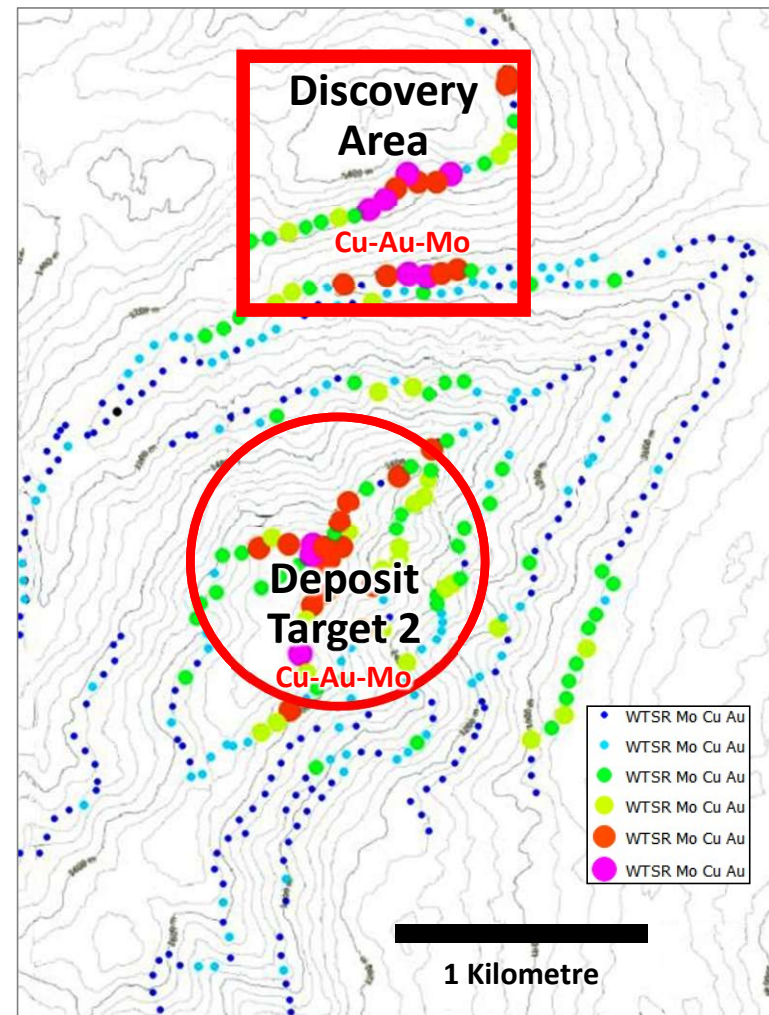 Discovery
Area
Cu-Au-Mo
Deposit
Target 2
Cu-Au-Mo
WTSR Mo Cu Au
WTSR Mo Cu Au
WTSR Mo Cu Au
WTSR Mo Cu Au
WTSR Mo Cu Au
WTSR Mo Cu Au
1 Kilometre